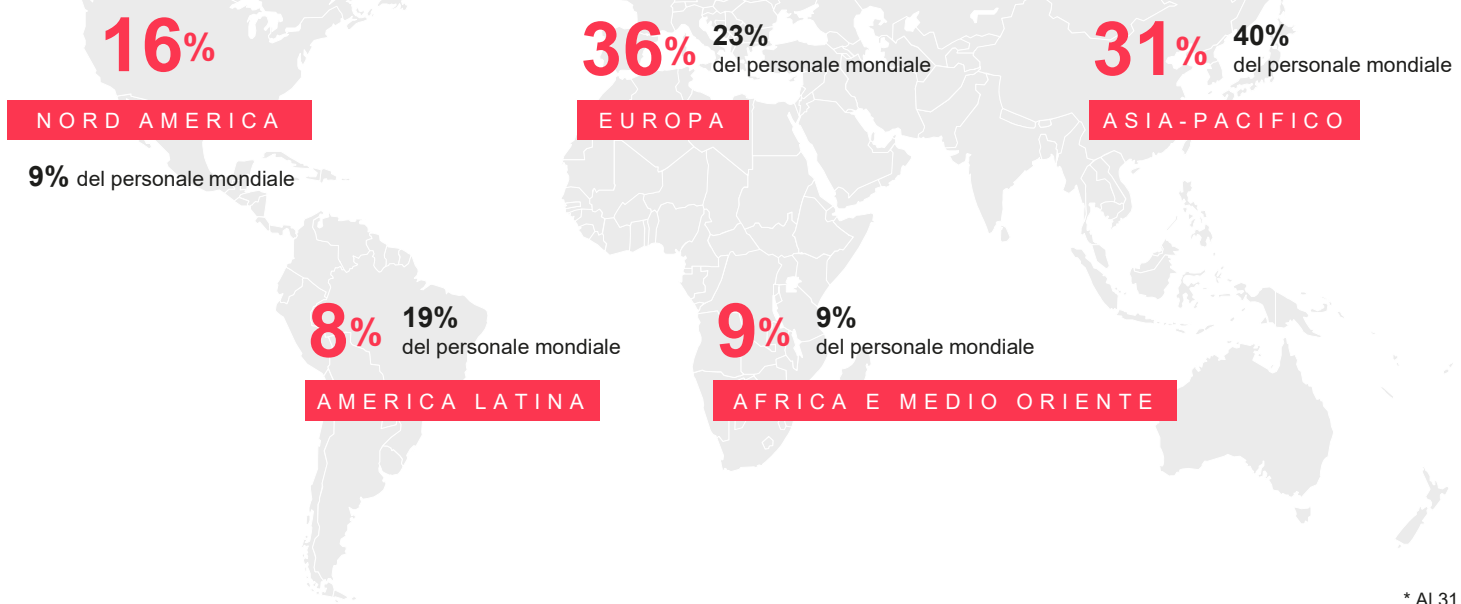 16%
NORD AMERICA
9% del personale mondiale
36%
23%
del personale mondiale
EUROPA
31%
40%
del personale mondiale
ASIA-PACIFICO
8%
19%
del personale mondiale
AMERICA LATINA
9%
9%
del personale mondiale
AFRICA E MEDIO ORIENTE
* Al 31